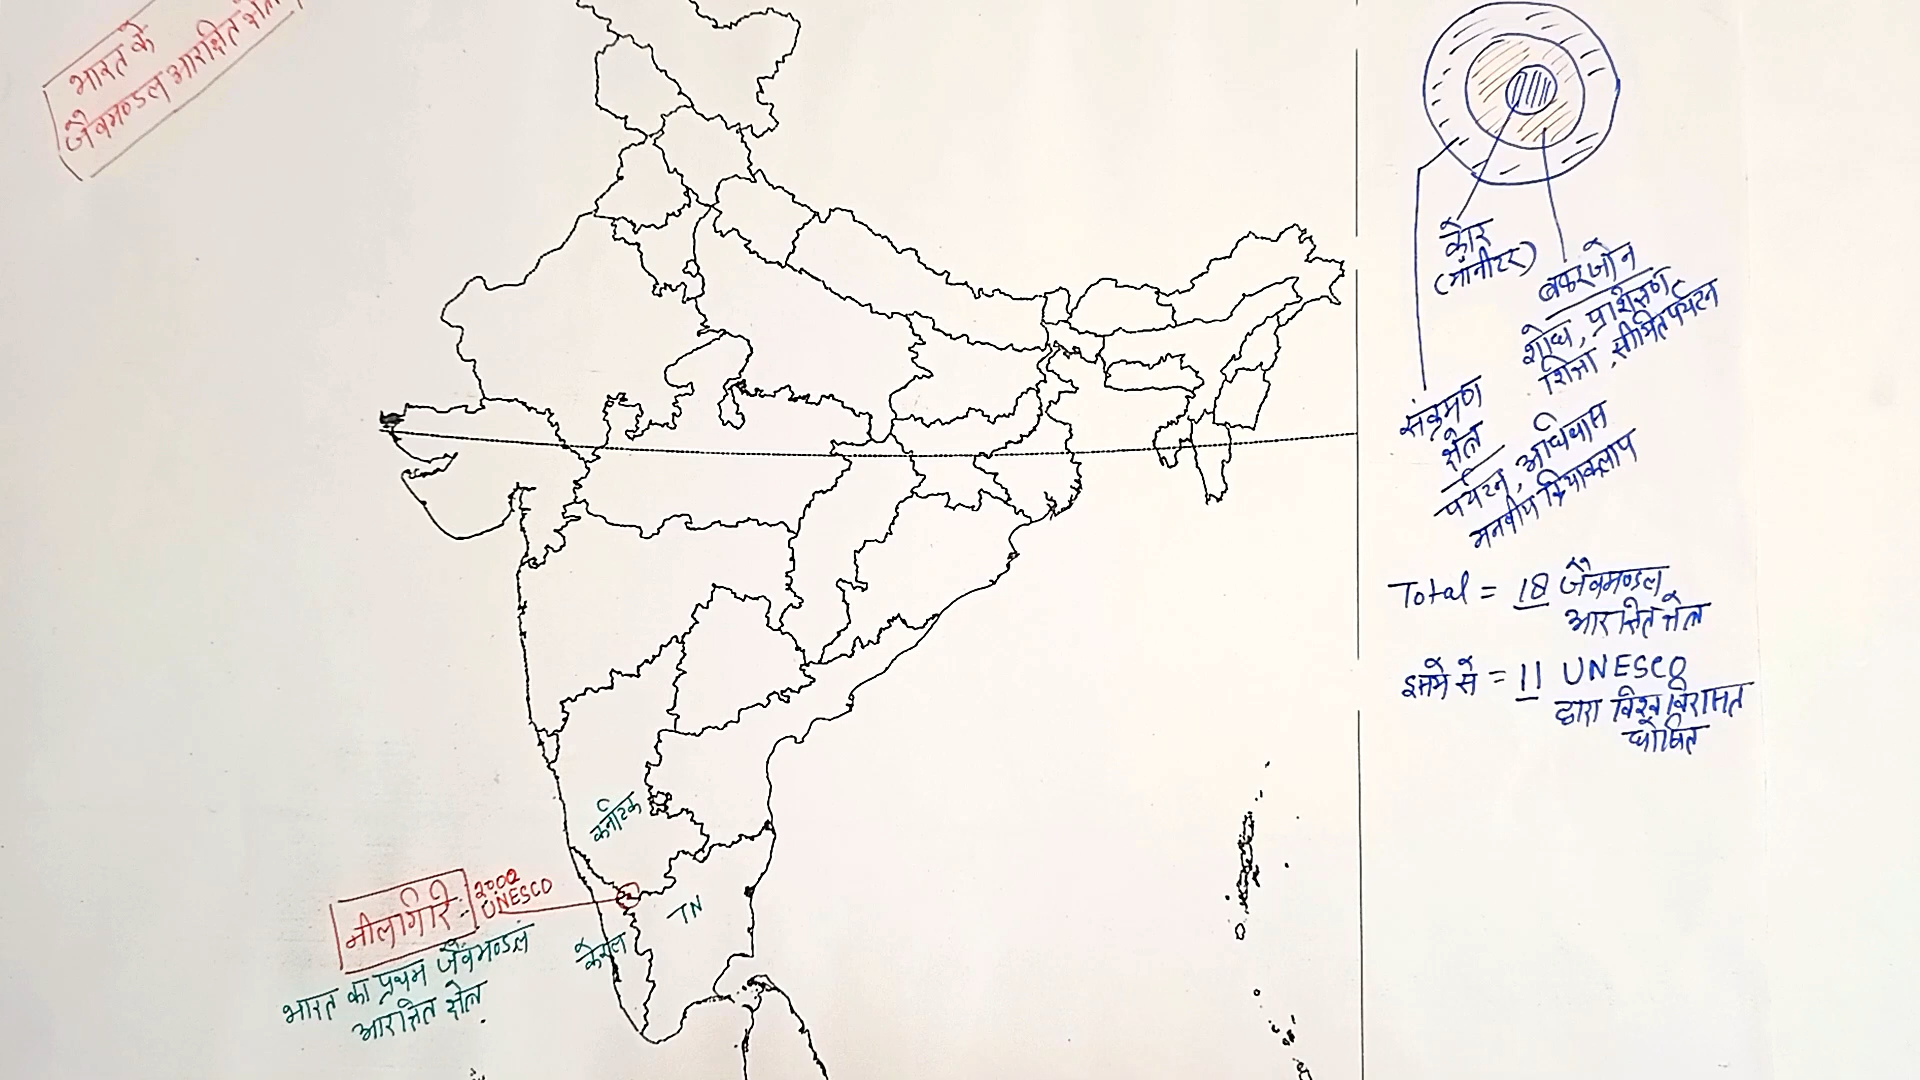 भारत के
जैवमण्डल आरक्षित क्षेत्र
कोर
(मॉनीटर)
बफरजोन
शोध, प्रशिक्षण,
शिक्षा, सीमित पर्यटन
संक्रमण
क्षेत्र
पर्यटन, अधिवास
मानवीय क्रियाकलाप
Total = 18 जैवमण्डल
आरक्षित क्षेत्र
इनमें से = 11 UNESCO
द्वारा विश्व विरासत
घोषित
कर्नाटक
नीलगिरि - 2000
UNESCO
TN
केरल
भारत का प्रथम जैवमण्डल
आरक्षित क्षेत्र.